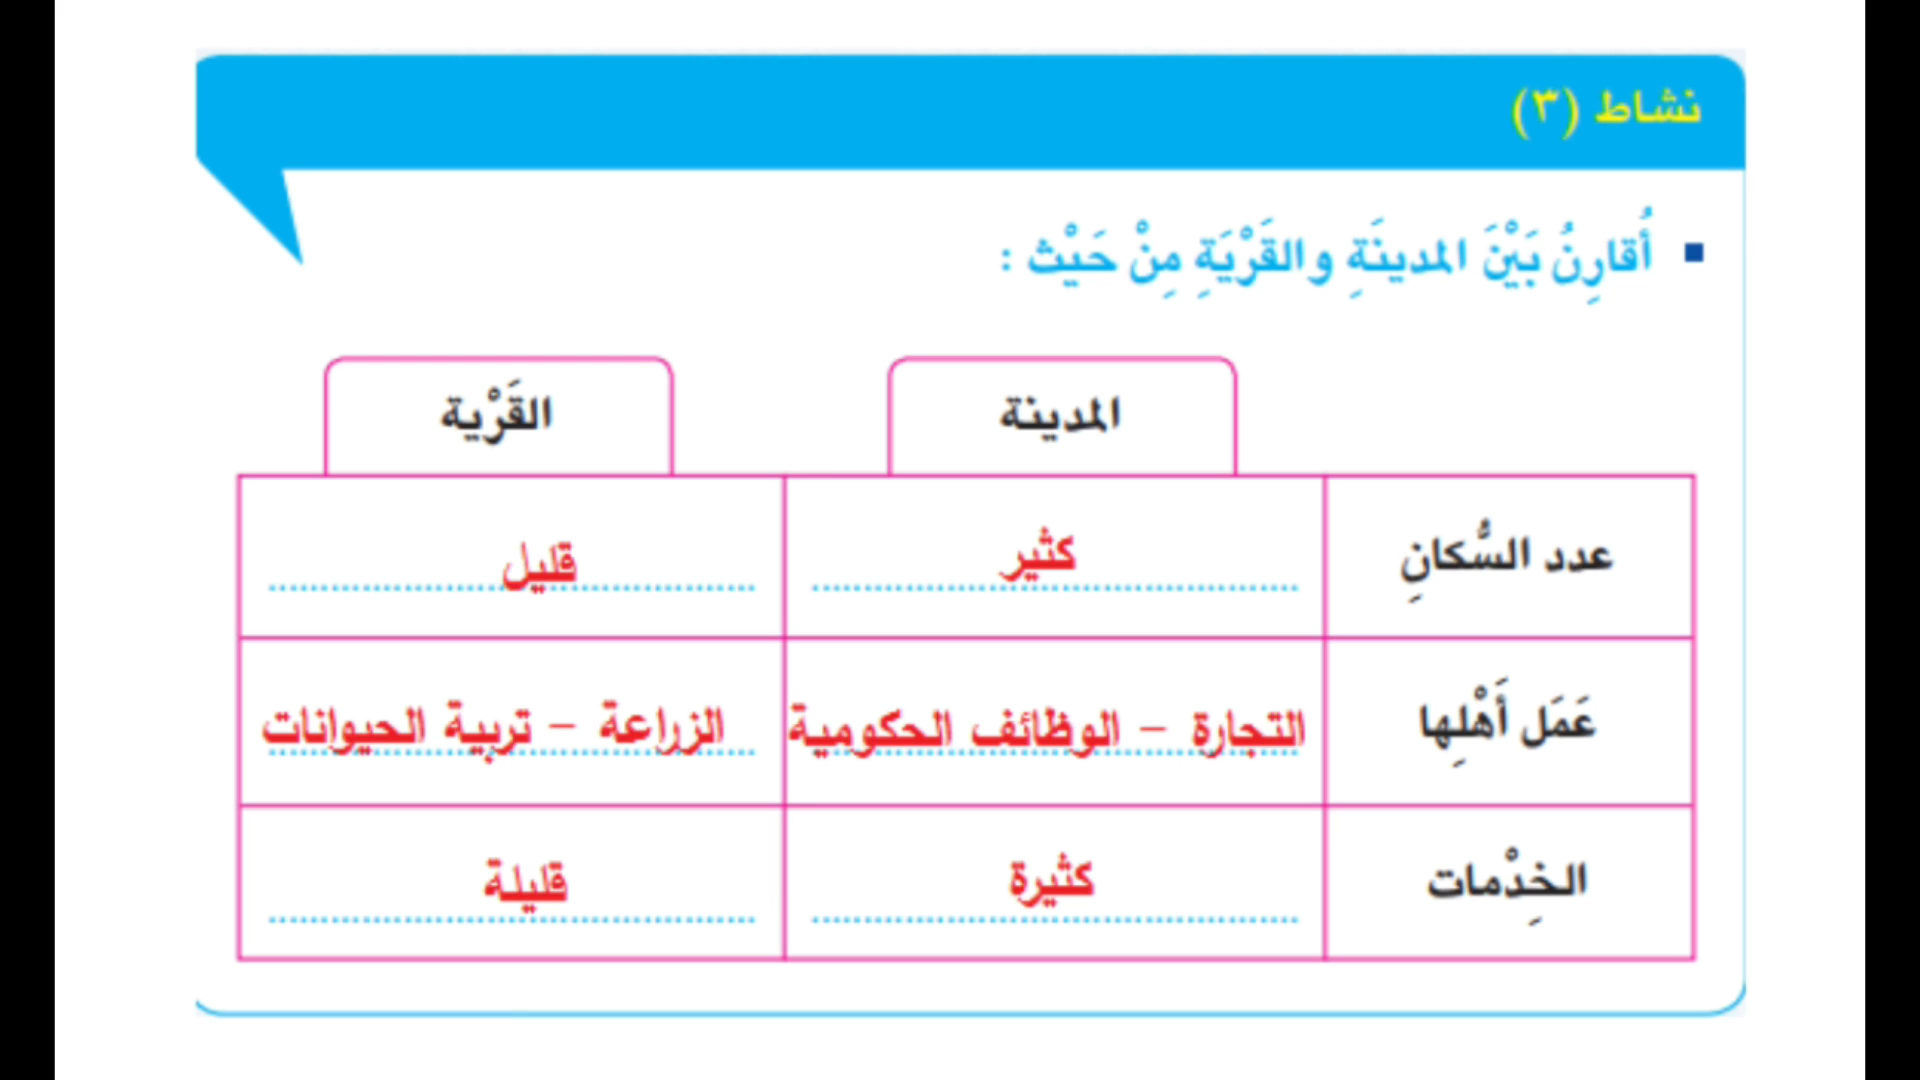 نشاط (٣)
أُقارِنُ بَيْنَ المدينَةِ والقَرْيَةِ مِنْ حَيْث :
المدينة القَرْية
عدد السُّكانِ كثير قليل
عَمَل أَهْلِها التجارة – الوظائف الحكومية الزراعة – تربية الحيوانات
الخِدْمات كثيرة قليلة